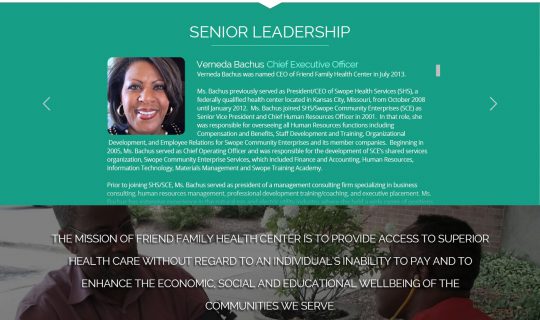 SENIOR LEADERSHIP
Verneda Bachus Chief Executive Officer
Verneda Bachus was named CEO of Friend Family Health Center in July 2013.
Ms. Bachus previously served as President/CEO of Swope Health Services (SHS), a
federally qualified health center located in Kansas City, Missouri, from October 2008
until January 2012. Ms. Bachus joined SHS/Swope Community Enterprises (SCE) as
Senior Vice President and Chief Human Resources Officer in 2001. In that role, she
was responsible for overseeing all Human Resources functions including
Compensation and Benefits, Staff Development and Training, Organizational
Development, and Employee Relations for Swope Community Enterprises and its member companies. Beginning in
2005, Ms. Bachus served as Chief Operating Officer and was responsible for the development of SCE's shared services
organization, Swope Community Enterprise Services, which included Finance and Accounting, Human Resources,
Information Technology, Materials Management and Swope Training Academy.
Prior to joining SHS/SCE, Ms. Bachus served as president of a management consulting firm specializing in business
consulting, human resources management, professional development training/coaching, and executive placement. Ms.
THE MISSION OF FRIEND FAMILY HEALTH CENTER IS TO PROVIDE ACCESS TO SUPERIOR
HEALTH CARE WITHOUT REGARD TO AN INDIVIDUAL'S INABILITY TO PAY AND TO
ENHANCE THE ECONOMIC, SOCIAL AND EDUCATIONAL WELLBEING OF THE
COMMUNITIES WE SERVE.